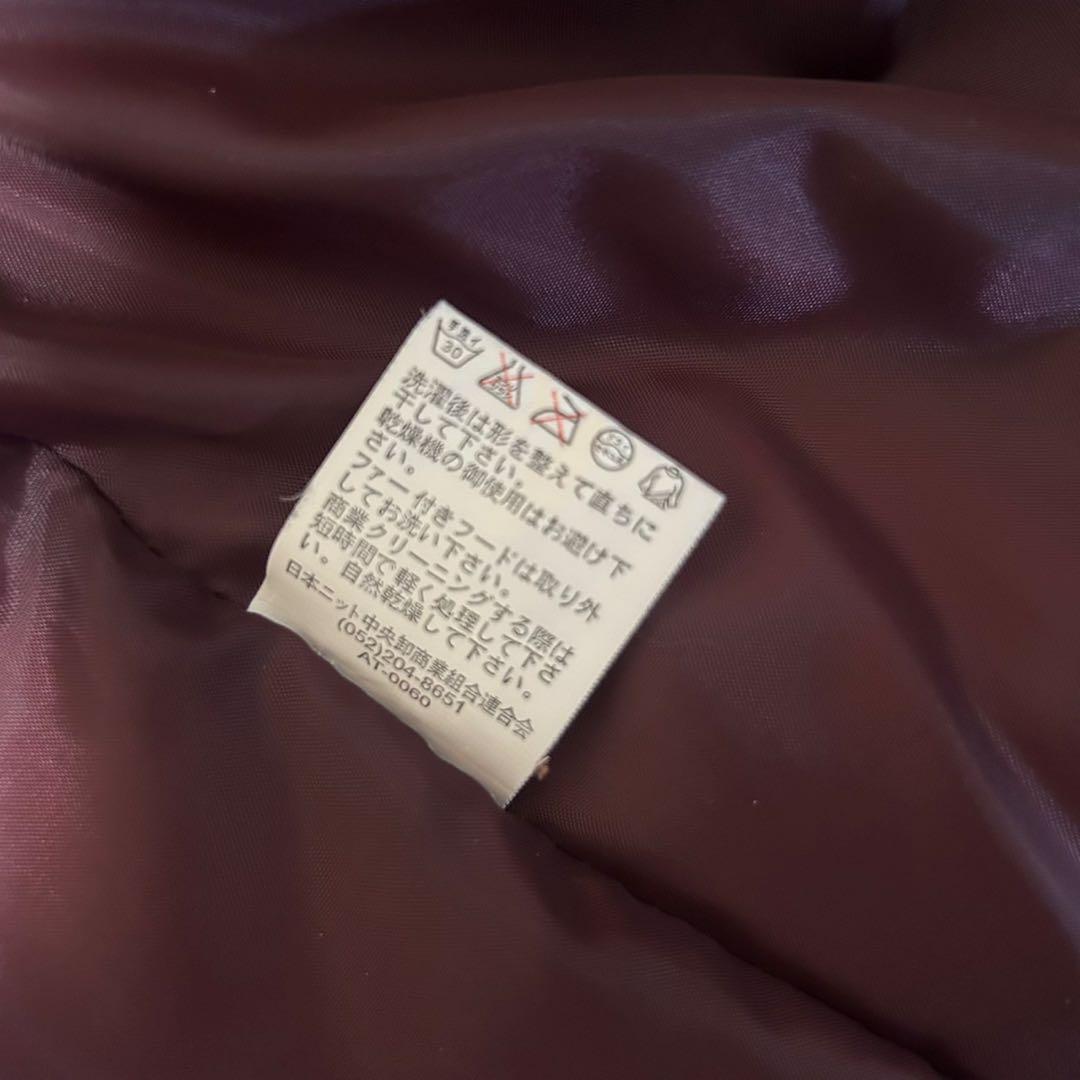 手洗イ
30
洗濯後は形を整えて直ちに
干して下さい。
乾燥機の御使用はお避け下
さい。
ファー付きフードは取り外
してお洗い下さい。
商業クリーニングする際は
短時間で軽く処理して下さ
い。自然乾燥して下さい。
日本ニット中央卸商業組合連合会
(052)204-8651
AT-0060